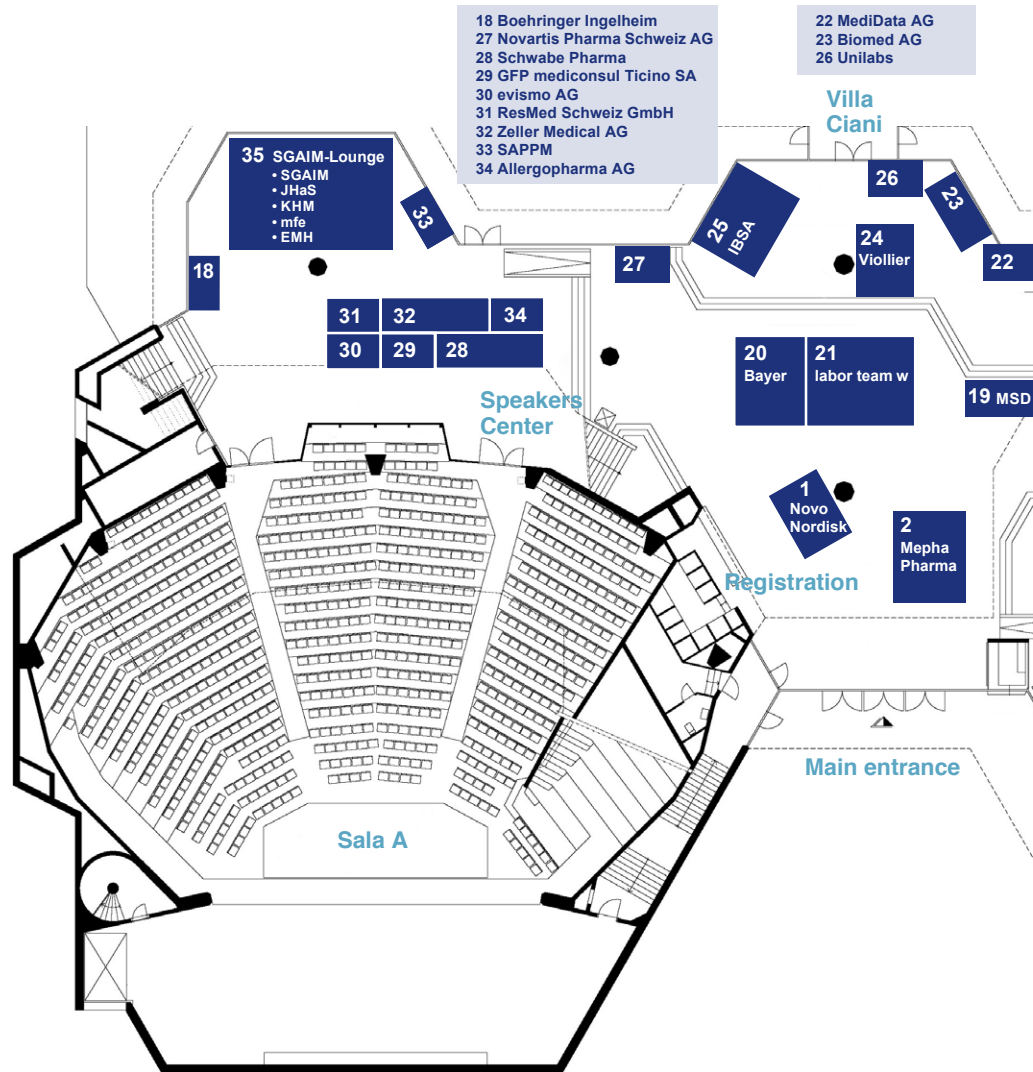 18 Boehringer Ingelheim
27 Novartis Pharma Schweiz AG
28 Schwabe Pharma
29 GFP mediconsul Ticino SA
30 evismo AG
31 ResMed Schweiz GmbH
32 Zeller Medical AG
33 SAPPM
34 Allergopharma AG
22 MediData AG
23 Biomed AG
26 Unilabs
Villa
Ciani
35 SGAIM-Lounge
• SGAIM
• JHaS
• KHM
• mfe
• EMH
33
18
27
25
IBSA
26
23
24
Viollier
22
31
32
34
30
29
28
20
Bayer
21
labor team w
19 MSD
Speakers
Center
1
Novo
Nordisk
2
Mepha
Pharma
Registration
Main entrance
Sala A